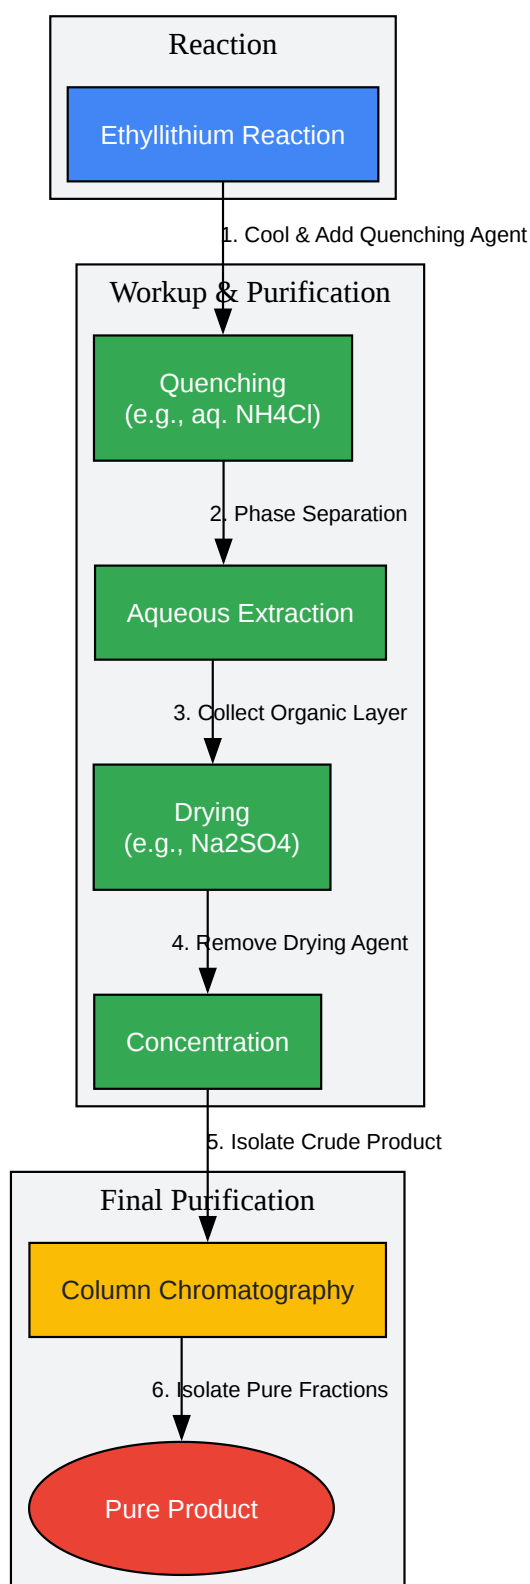 Reaction
Ethyllithium Reaction
1. Cool & Add Quenching Agent
Workup & Purification
Quenching
(e.g., aq. NH4Cl)
2. Phase Separation
Aqueous Extraction
3. Collect Organic Layer
Drying
(e.g., Na2SO4)
4. Remove Drying Agent
Concentration
5. Isolate Crude Product
Final Purification
Column Chromatography
6. Isolate Pure Fractions
Pure Product